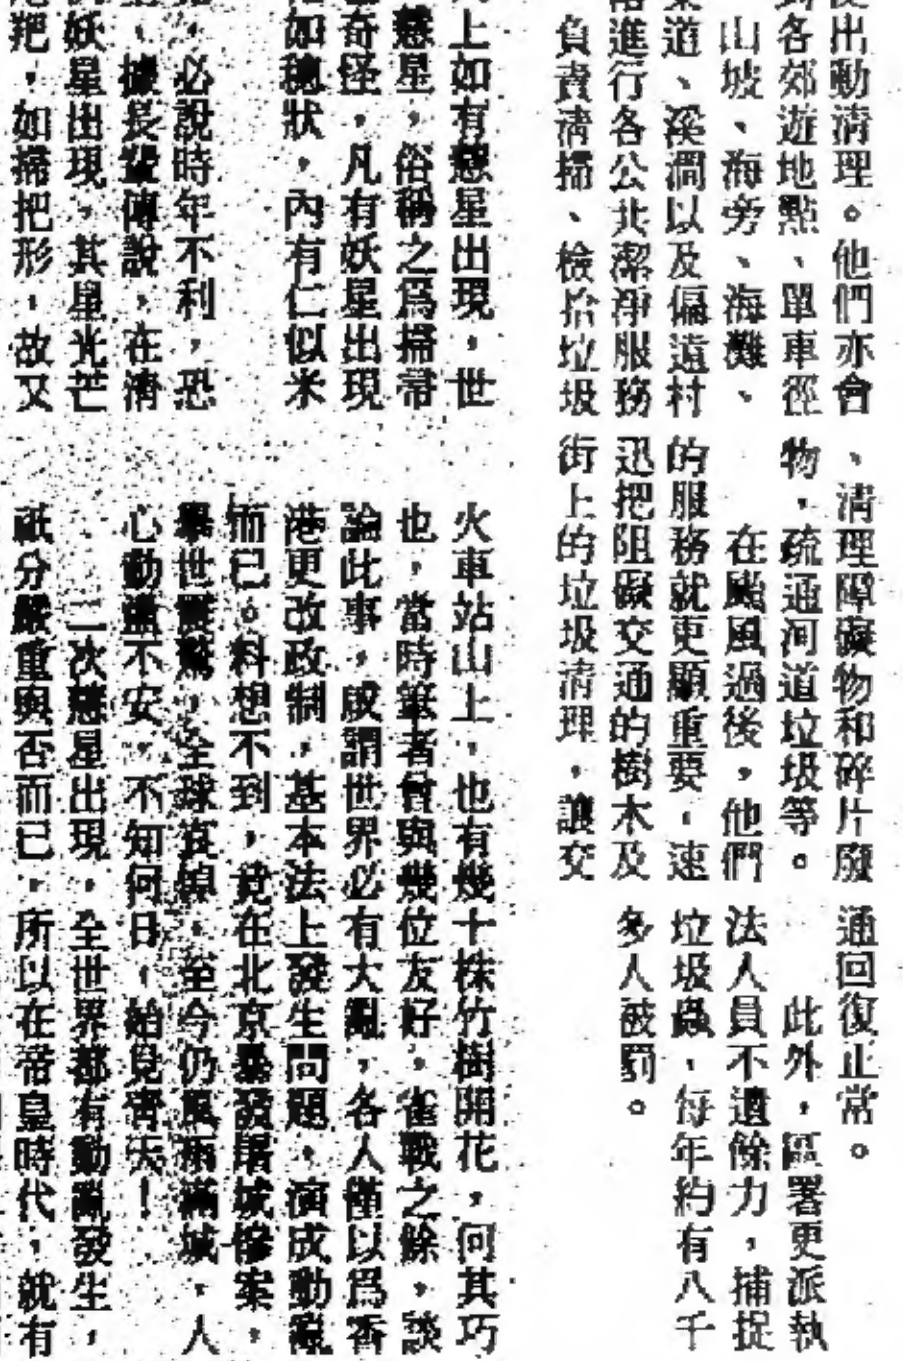 出動清理。他們亦會
各郊遊地點、單車徑
山坡、海旁、海灘、
道、溪澗以及偏遠村
進行各公共潔淨服務
負責清掃、檢拾垃圾
、清理障礙物和碎片廢
物,疏通河道垃圾等。
在颱風過後,他們
的服務就更顯重要,速
迅把阻礙交通的樹木及
街上的垃圾清理,讓交
通回復正常。
此外,區署更派執
法人員不遺餘力,捕捉
垃圾蟲,每年約有八千
多人被罰。
上如有慧星出現,世
慧星,俗稱之爲掃帚
奇怪,凡有妖星出現
如穗狀,內有仁似米
必說時年不利,恐
,據長輩傳說,在淸
妖星出現,其星光芒
把,如掃把形,故又
火車站山上,也有幾十株竹樹開花,何其巧
也,當時筆者曾與幾位友好,雀戰之餘,談
論此事,咸謂世界必有大亂,各人僅以爲香
港更改政制,基本法上發生問題,演成動亂
而已。料想不到,竟在北京暴發屠城慘案,
舉世震驚,全球哀悼,至今仍風雨滿城,人
心動盪不安,不知何日,始見霽天!
二次慧星出現,全世界都有動亂發生,
祇分嚴重與否而已,所以在帝皇時代,就有